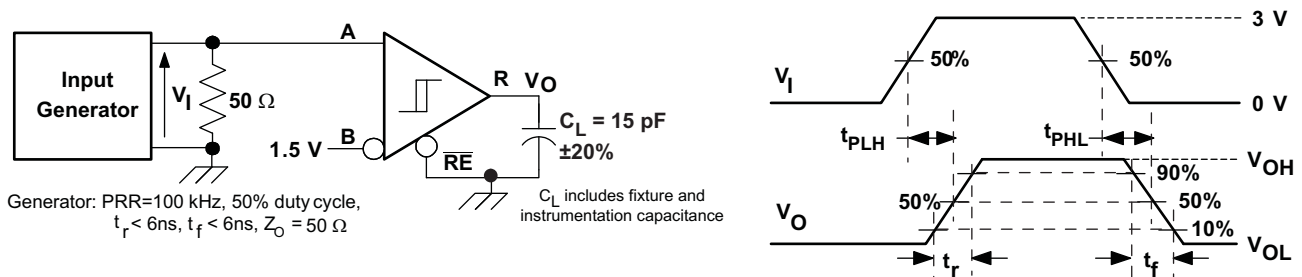 Input
Generator
V_I
50 Ω
A
B
1.5 V
R
V_O
R̅E̅
C_L = 15 pF
±20%
Generator: PRR=100 kHz, 50% duty cycle,
t_r < 6ns, t_f < 6ns, Z_O = 50 Ω
C_L includes fixture and
instrumentation capacitance
3 V
50%
50%
V_I
0 V
t_PLH
t_PHL
V_OH
90%
50%
50%
V_O
10%
V_OL
t_r
t_f